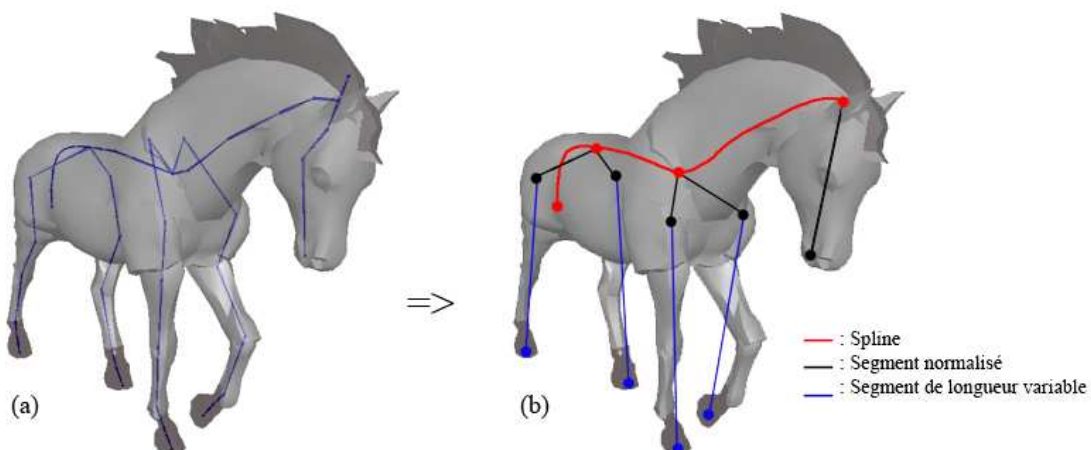 =>
: Spline
: Segment normalisé
: Segment de longueur variable
(a)
(b)